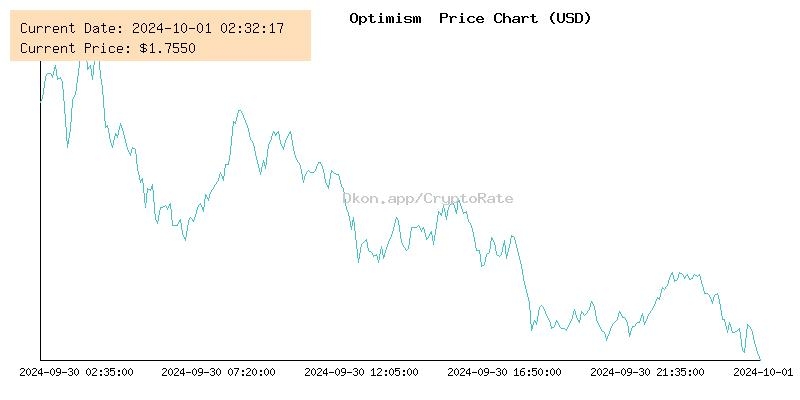 Optimism  Price Chart (USD)
Current Date: 2024-10-01 02:32:17
Current Price: $1.7550
Dkon.app/CryptoRate
2024-09-30 02:35:00 2024-09-30 07:20:00 2024-09-30 12:05:00 2024-09-30 16:50:00 2024-09-30 21:35:00 2024-10-01